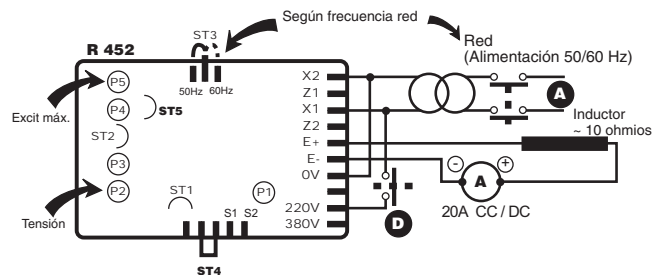 Según frecuencia red
ST3
Red
(Alimentación 50/60 Hz)
R 452
X2
P5
50Hz
60Hz
Z1
A
P4
ST5
X1
Inductor
~ 10 ohmios
Excit máx.
ST2
Z2
E+
P3
E-
- A +
P2
ST1
P1
0V
20A CC / DC
Tensión
S1 S2
220V
D
380V
ST4